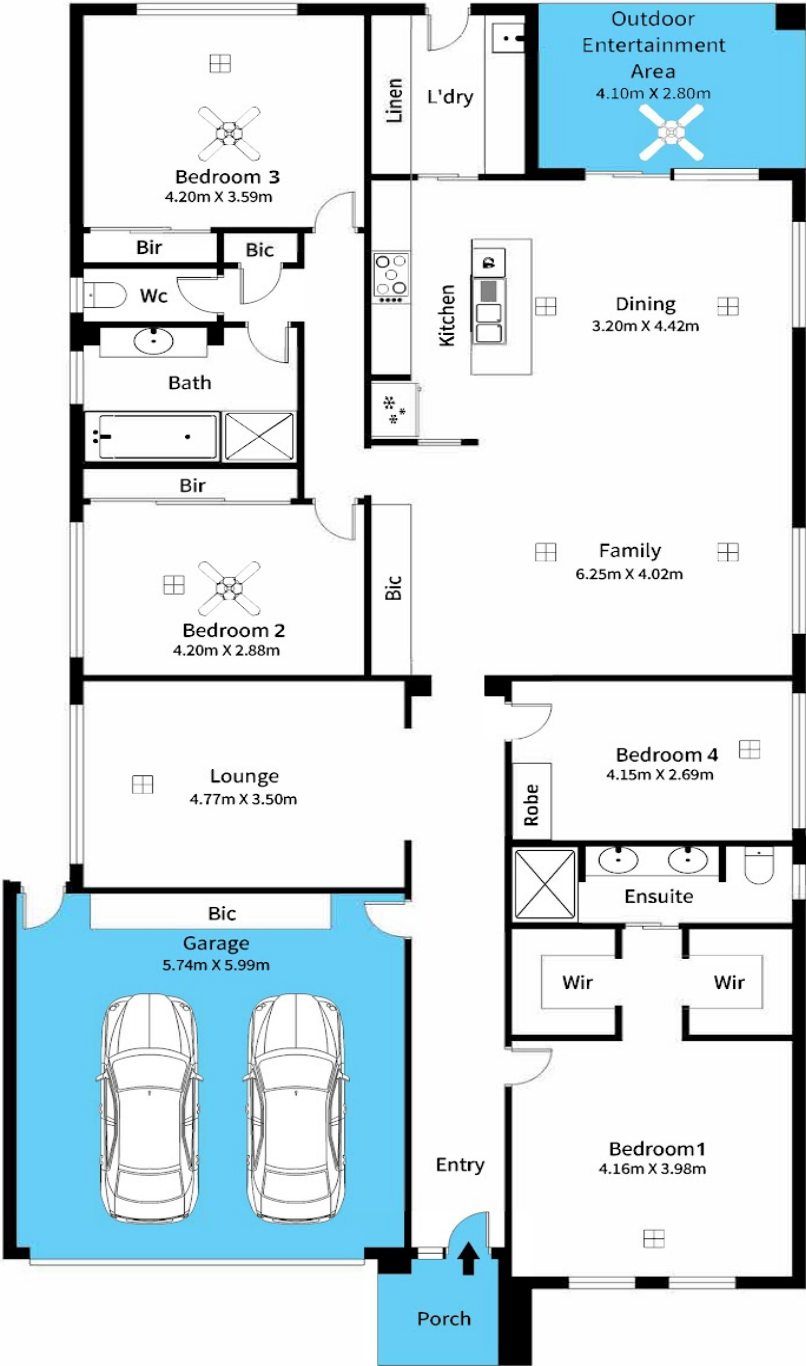 Outdoor
Entertainment
Area
4.10m X 2.80m
Linen
L'dry
Bedroom 3
4.20m X 3.59m
Bir
Bic
Wc
Kitchen
Dining
3.20m X 4.42m
Bath
Bir
Bic
Family
6.25m X 4.02m
Bedroom 2
4.20m X 2.88m
Lounge
4.77m X 3.50m
Bedroom 4
4.15m X 2.69m
Robe
Ensuite
Bic
Garage
5.74m X 5.99m
Wir
Wir
Entry
Bedroom1
4.16m X 3.98m
Porch